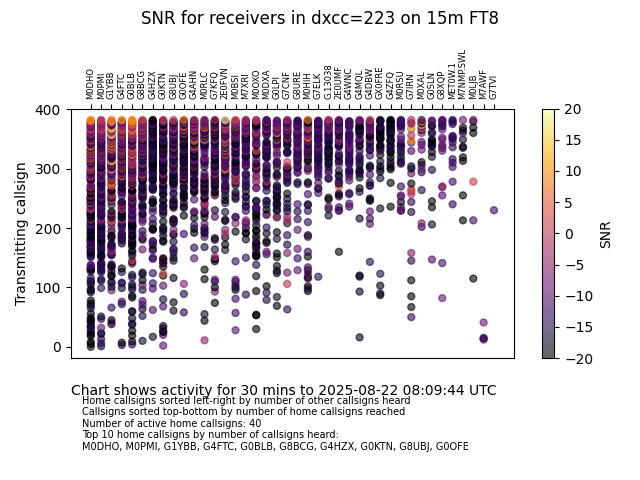 SNR for receivers in dxcc=223 on 15m FT8
M0DHO M0PMI G1YBB G4FTC G0BLB G8BCG G4HZX G0KTN G8UBJ G0OFE G4AHN M0RLC G7KFQ 2E0FVN M0BSI M7XRI M0OXO M0DXA G0LPI G7CNF G8URE M0HIH G7ELK G.13038 2E0UMF G4WNC G4MQL G4DBW GX0FRE G4ZFQ M0RSU G7IRN M0XAL G0SLN G8XQP MET0W.1 M7NMP.SWL M0LJB M7AWF G7TVI
Transmitting callsign
400
300
200
100
0
20
15
10
5
0
−5
−10
−15
−20
SNR
Chart shows activity for 30 mins to 2025-08-22 08:09:44 UTC
Home callsigns sorted left-right by number of other callsigns heard
Callsigns sorted top-bottom by number of home callsigns reached
Number of active home callsigns: 40
Top 10 home callsigns by number of callsigns heard:
M0DHO, M0PMI, G1YBB, G4FTC, G0BLB, G8BCG, G4HZX, G0KTN, G8UBJ, G0OFE